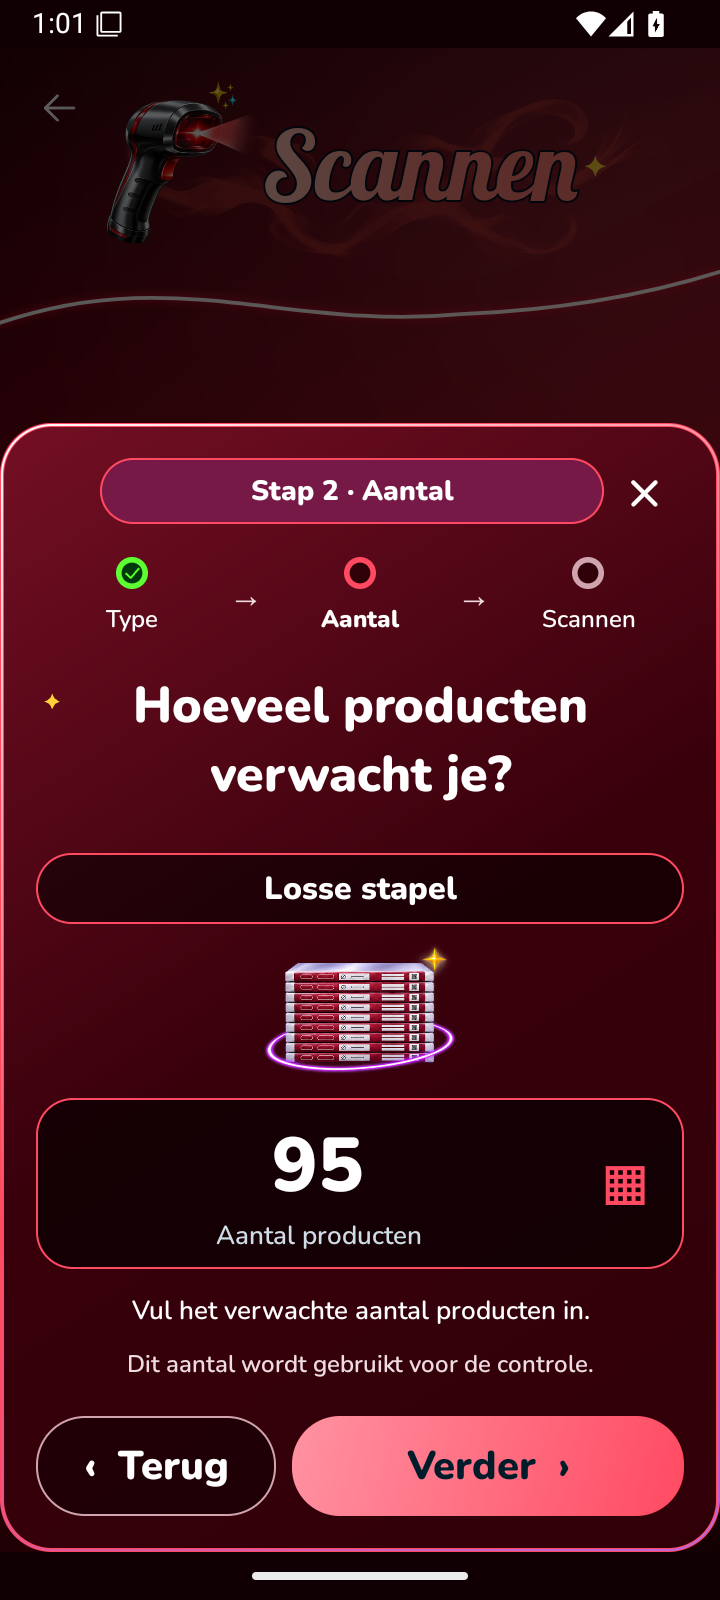 1:01
Scannen
Stap 2 · Aantal
Type
→
Aantal
→
Scannen
Hoeveel producten
verwacht je?
Losse stapel
95
Aantal producten
Vul het verwachte aantal producten in.
Dit aantal wordt gebruikt voor de controle.
‹ Terug
Verder ›